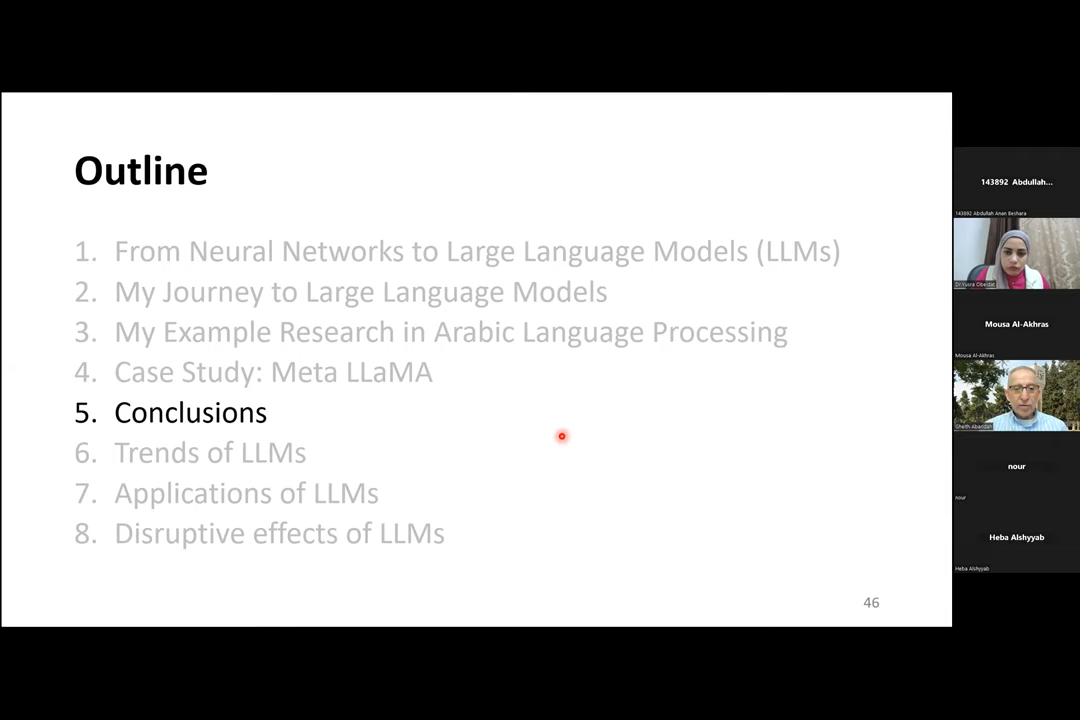 Outline
1. From Neural Networks to Large Language Models (LLMs)
2. My Journey to Large Language Models
3. My Example Research in Arabic Language Processing
4. Case Study: Meta LLaMA
5. Conclusions
6. Trends of LLMs
7. Applications of LLMs
8. Disruptive effects of LLMs
46
143892 Abdullah...
143892 Abdullah Anan Beshara
Dr.Yusra Obeidat
Mousa Al-Akhras
Mousa Al-Akhras
Gheith Abandah
nour
nour
Heba Alshyyab
Heba Alshyyab